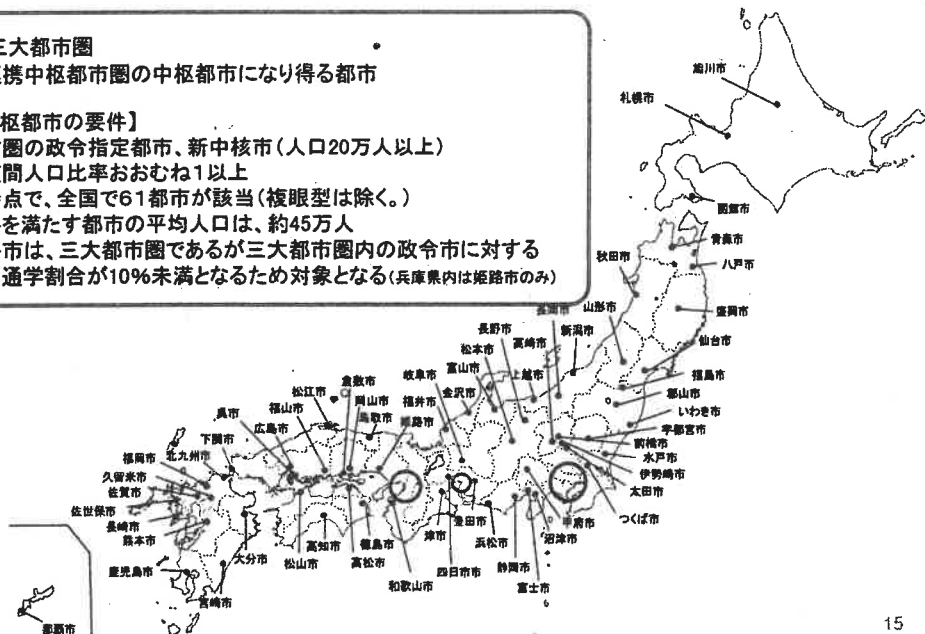 三大都市圏
携中枢都市圏の中枢都市になり得る都市
枢都市の要件】
圏の政令指定都市、新中核市(人口20万人以上)
間人口比率おおむね1以上
点で、全国で61都市が該当(複眼型は除く。)
を満たす都市の平均人口は、約45万人
市は、三大都市圏であるが三大都市圏内の政令市に対する
通学割合が10%未満となるため対象となる(兵庫県内は姫路市のみ)
旭川市
札幌市
函館市
青森市
八戸市
秋田市
盛岡市
山形市
仙台市
長岡市
新潟市
長野市
高崎市
松本市
富山市
上越市
福島市
郡山市
いわき市
宇都宮市
前橋市
水戸市
伊勢崎市
太田市
つくば市
岐阜市
金沢市
福井市
倉敷市
松江市
岡山市
福山市
鳥取市
姫路市
呉市
広島市
下関市
北九州市
福岡市
久留米市
佐賀市
佐世保市
長崎市
熊本市
鹿児島市
大分市
宮崎市
松山市
高知市
高松市
徳島市
和歌山市
津市
四日市市
豊田市
浜松市
静岡市
富士市
沼津市
甲府市
那覇市
15